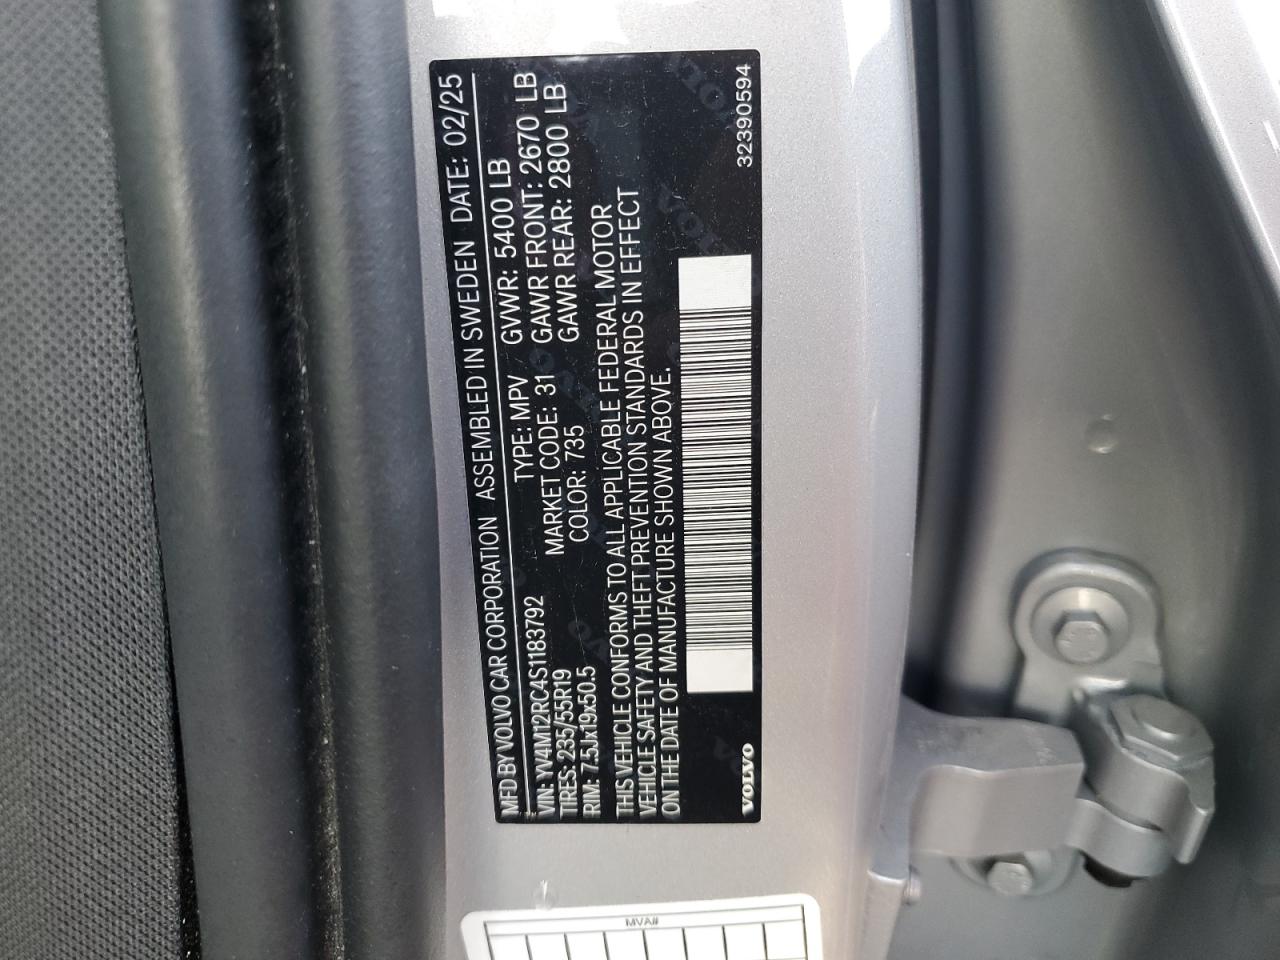 MFD BY VOLVO CAR CORPORATION ASSEMBLED IN SWEDEN DATE: 02/25
VIN: YV4M12RC4S1183792 TYPE: MPV GVWR: 5400 LB
TIRES: 235/55R19 MARKET CODE: 31 GAWR FRONT: 2670 LB
RIM: 7.5Jx19x50.5 COLOR: 735 GAWR REAR: 2800 LB
THIS VEHICLE CONFORMS TO ALL APPLICABLE FEDERAL MOTOR
VEHICLE SAFETY AND THEFT PREVENTION STANDARDS IN EFFECT
ON THE DATE OF MANUFACTURE SHOWN ABOVE.
VOLVO 32390594
MVA#